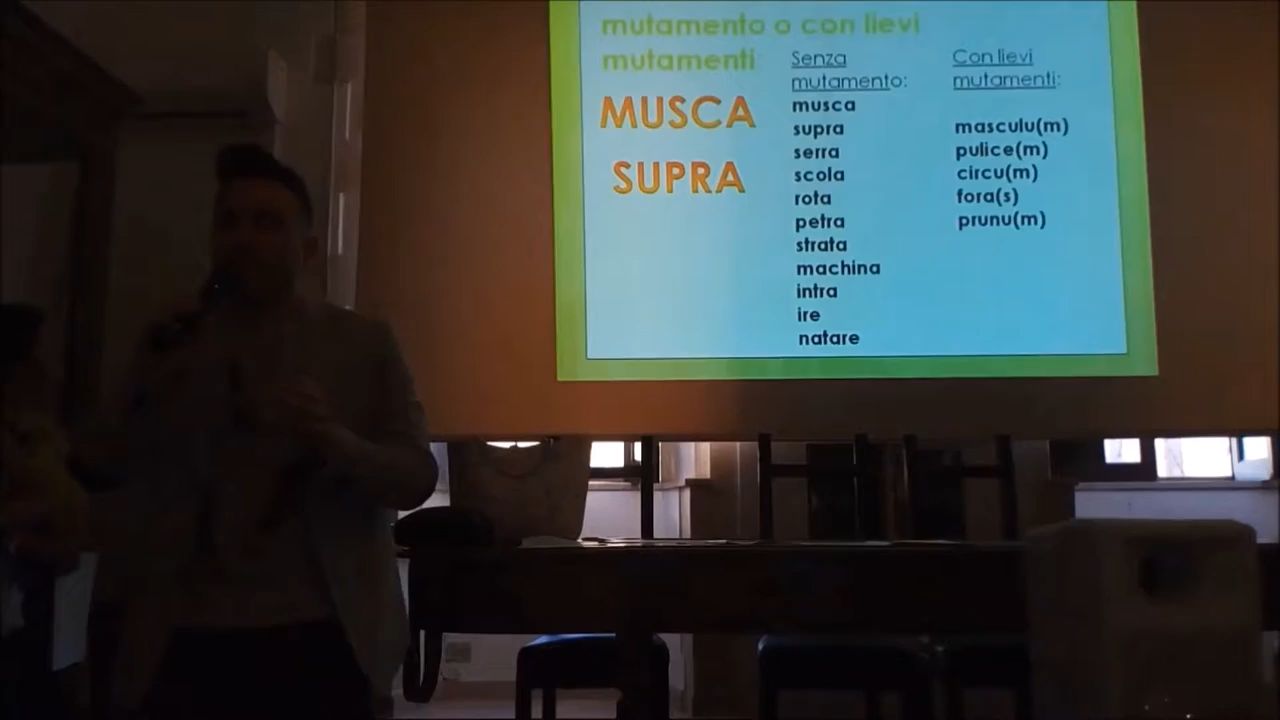 mutamento o con lievi
mutamenti
MUSCA
SUPRA
Senza
mutamento:
musca
supra
serra
scola
rota
petra
strata
machina
intra
ire
natare
Con lievi
mutamenti:
masculu(m)
pulice(m)
circu(m)
fora(s)
prunu(m)